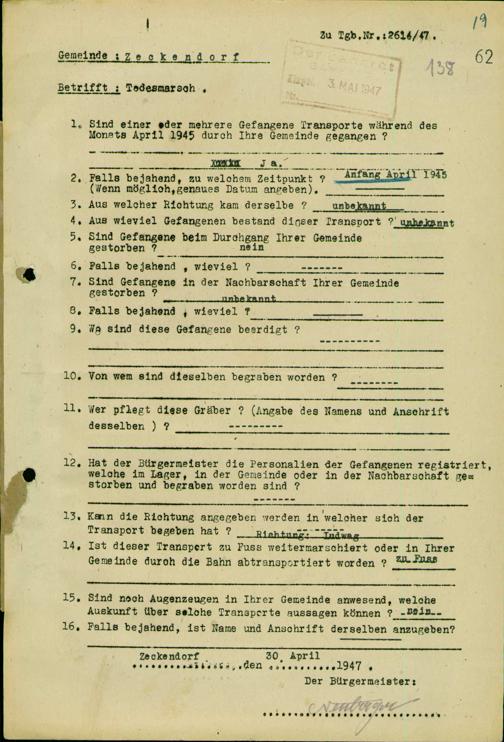 19
Zu Tgb.Nr.:2614/47.
62
138
Gemeinde : Zeckendorf
3. MAI 1947
Betrifft : Todesmarsch .
1. Sind einer oder mehrere Gefangene Transporte während des
Monats April 1945 durch Ihre Gemeinde gegangen ?
Ja.
2. Falls bejahend, zu welchem Zeitpunkt ? Anfang April 1945
(Wenn möglich,genaues Datum angeben).
3. Aus welcher Richtung kam derselbe ? unbekannt
4. Aus wieviel Gefangenen bestand dieser Transport ? unbekannt
5. Sind Gefangene beim Durchgang Ihrer Gemeinde
gestorben ? nein
6. Falls bejahend , wieviel ? -------
7. Sind Gefangene in der Nachbarschaft Ihrer Gemeinde
gestorben ? unbekannt
8. Falls bejahend , wieviel ?
9. Wo sind diese Gefangene beerdigt ?
----------
10. Von wem sind dieselben begraben worden ? --------
11. Wer pflegt diese Gräber ? (Angabe des Namens und Anschrift
desselben ) ? ---------
12. Hat der Bürgermeister die Personalien der Gefangenen registriert,
welche im Lager, in der Gemeinde oder in der Nachbarschaft ge=
storben und begraben worden sind ?
-------
13. Kann die Richtung angegeben werden in welcher sich der
Transport begeben hat ? Richtung: Ludwag
14. Ist dieser Transport zu Fuss weitermarschiert oder in Ihrer
Gemeinde durch die Bahn abtransportiert worden ? zu Fuss
15. Sind noch Augenzeugen in Ihrer Gemeinde anwesend, welche
Auskunft über solche Transporte aussagen können ? -nein--
16. Falls bejahend, ist Name und Anschrift derselben anzugeben?
Zeckendorf ,den 30. April 1947 .
Der Bürgermeister: